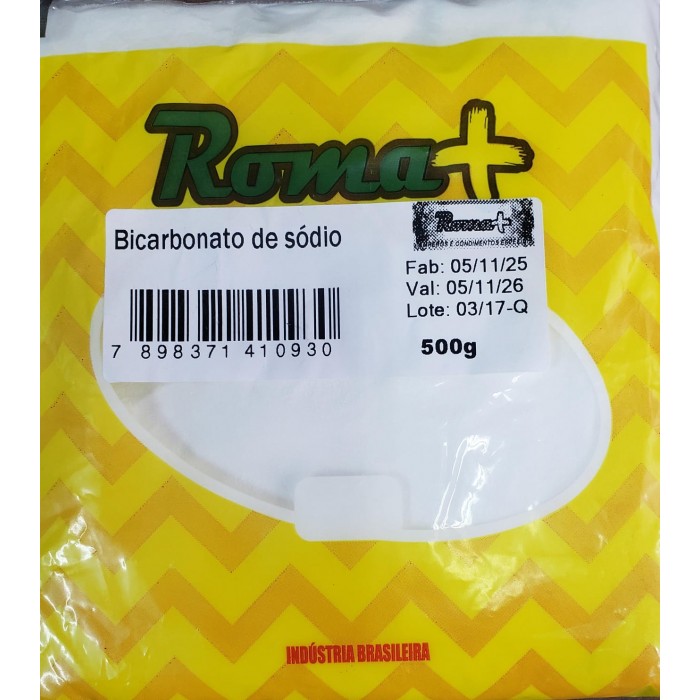 Roma+
Bicarbonato de sódio
Roma+
Fab: 05/11/25
Val: 05/11/26
Lote: 03/17-Q
7 898371 410930
500g
INDÚSTRIA BRASILEIRA